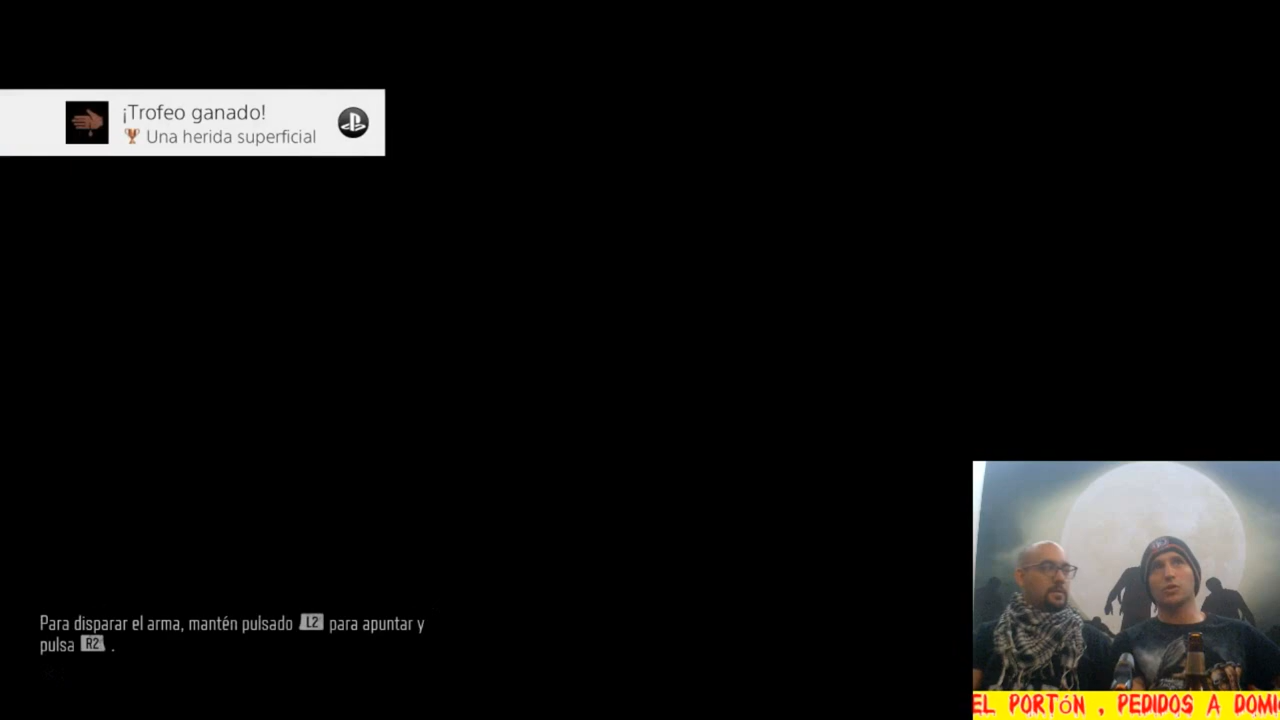 ¡Trofeo ganado!
Una herida superficial
Para disparar el arma, mantén pulsado L2 para apuntar y
pulsa R2 .
EL PORTÓN , PEDIDOS A DOMI